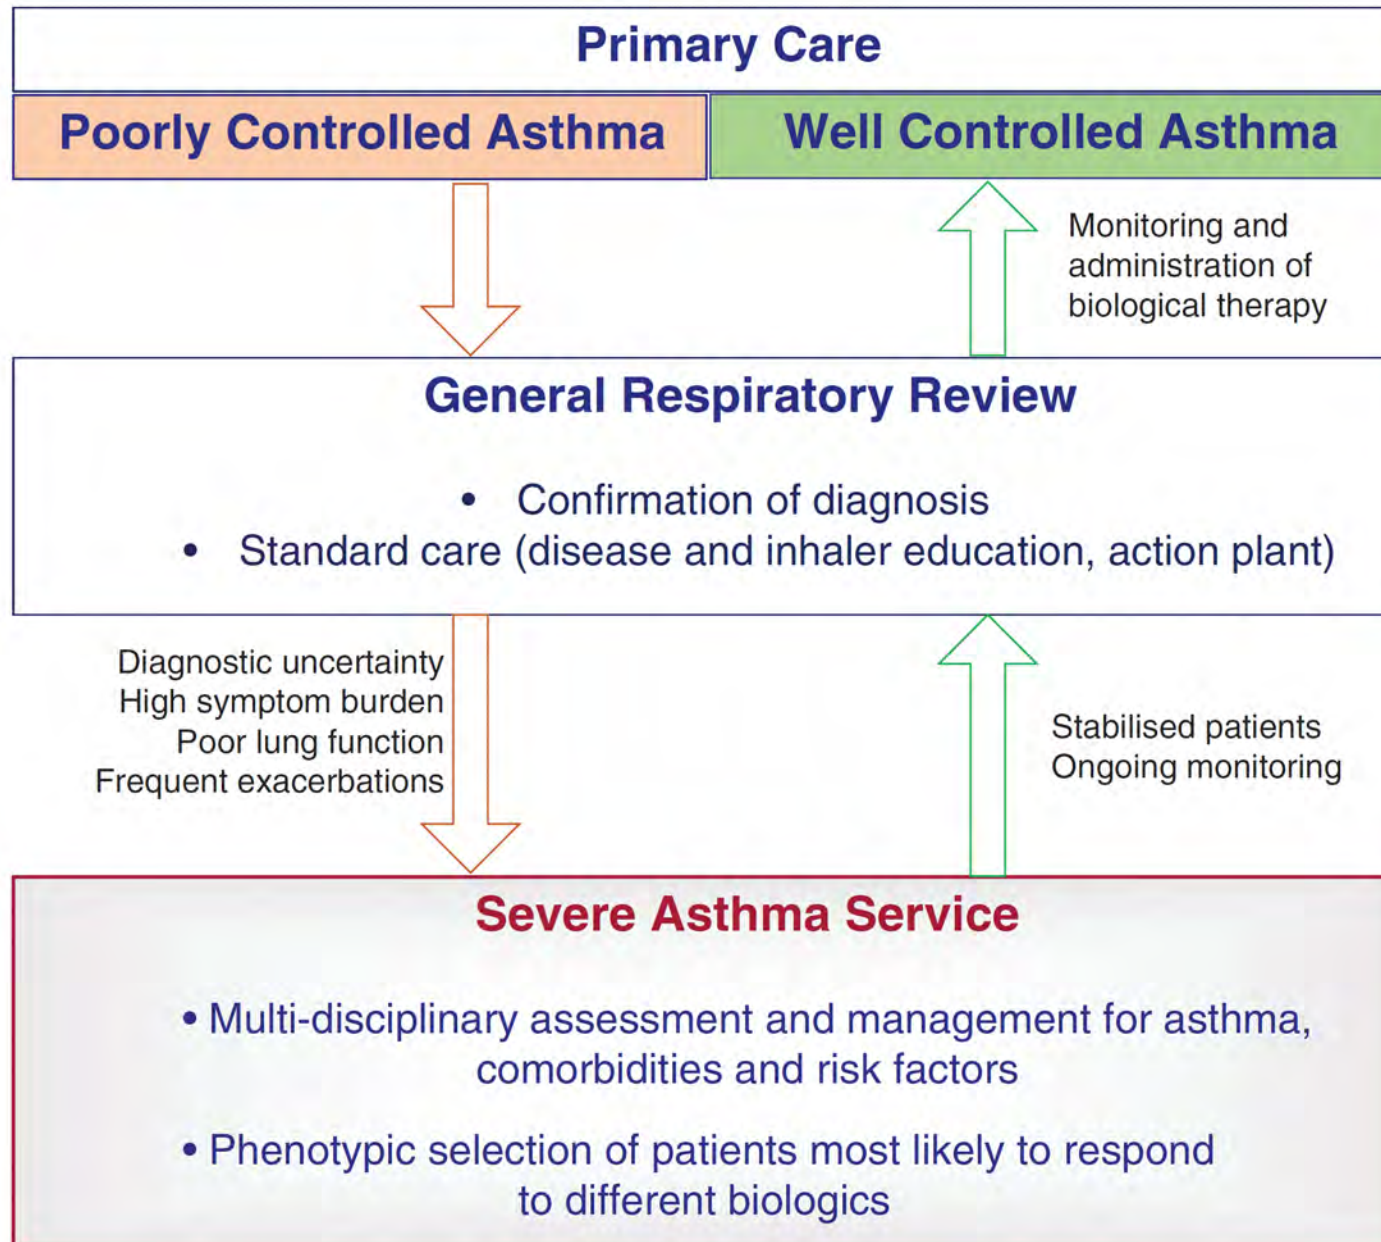 Primary Care
Poorly Controlled Asthma
Well Controlled Asthma
Monitoring and
administration of
biological therapy
General Respiratory Review
• Confirmation of diagnosis
• Standard care (disease and inhaler education, action plant)
Diagnostic uncertainty
High symptom burden
Poor lung function
Frequent exacerbations
Stabilised patients
Ongoing monitoring
Severe Asthma Service
• Multi-disciplinary assessment and management for asthma,
comorbidities and risk factors
• Phenotypic selection of patients most likely to respond
to different biologics